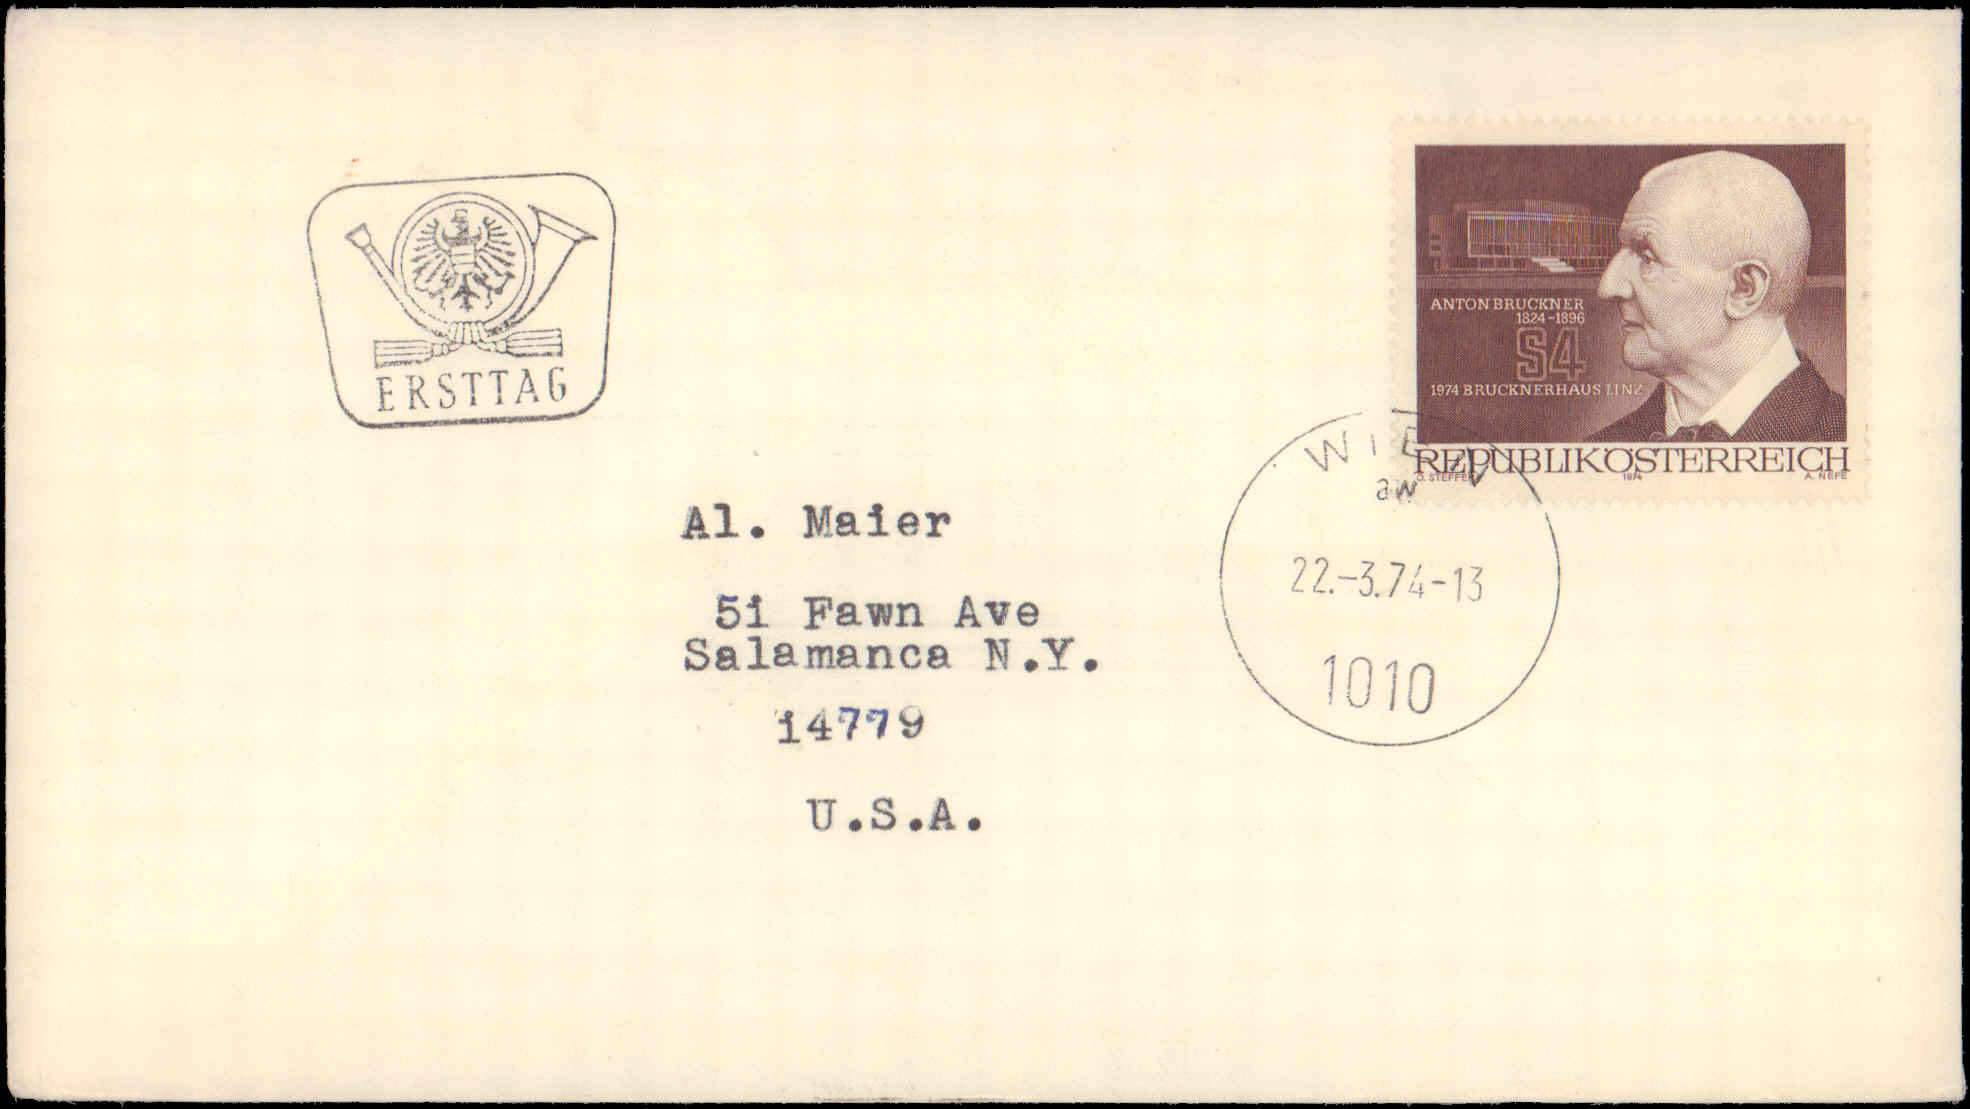 ERSTTAG
ANTON BRUCKNER
1824-1896
S4
1974 BRUCKNERHAUS LINZ
REPUBLIK ÖSTERREICH
1974
A. NEFE
WIEN
aw
22.-3.74-13
1010
Al. Maier
51 Fawn Ave
Salamanca N.Y.
14779
U.S.A.